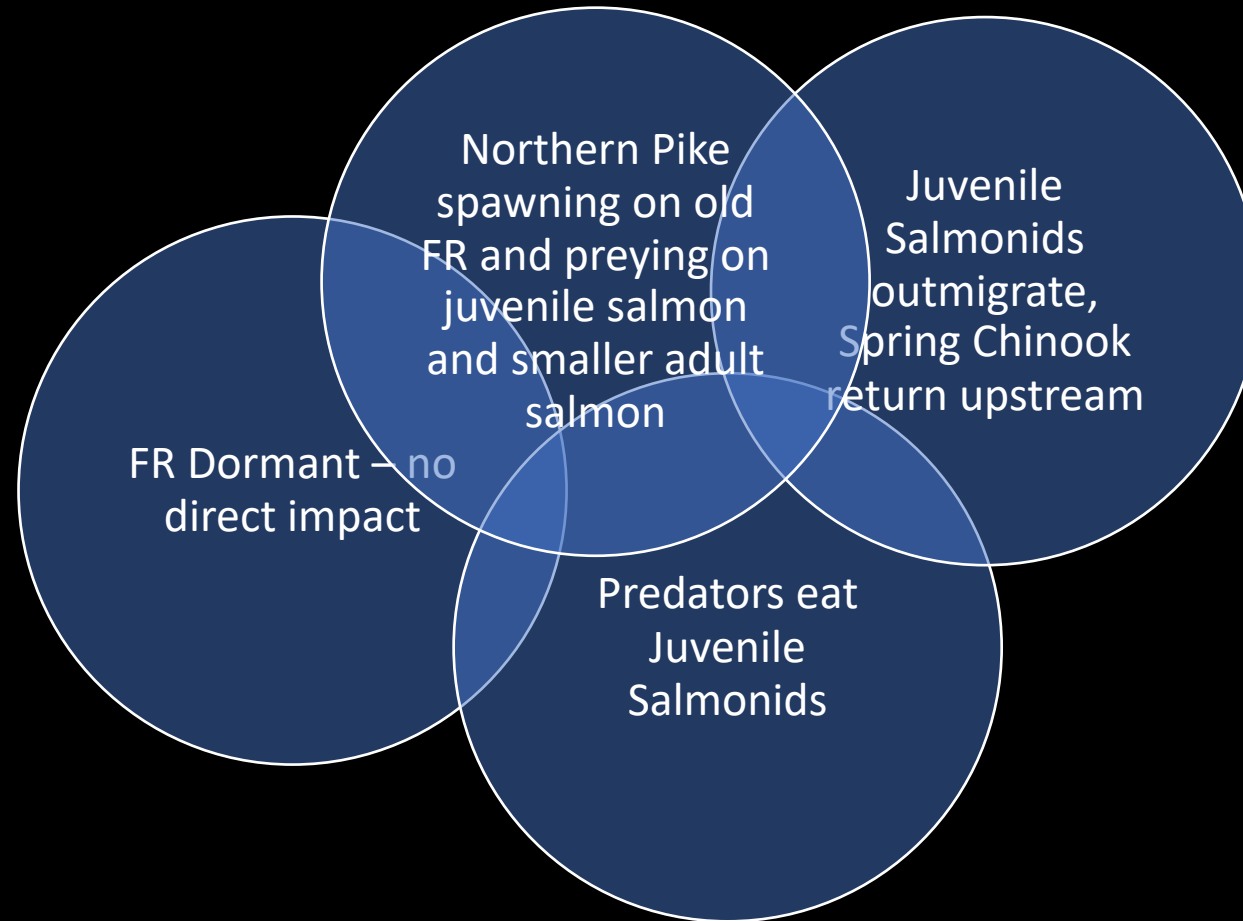 Northern Pike
spawning on old
FR and preying on
juvenile salmon
and smaller adult
salmon
Juvenile
Salmonids
outmigrate,
Spring Chinook
return upstream
FR Dormant – no
direct impact
Predators eat
Juvenile
Salmonids